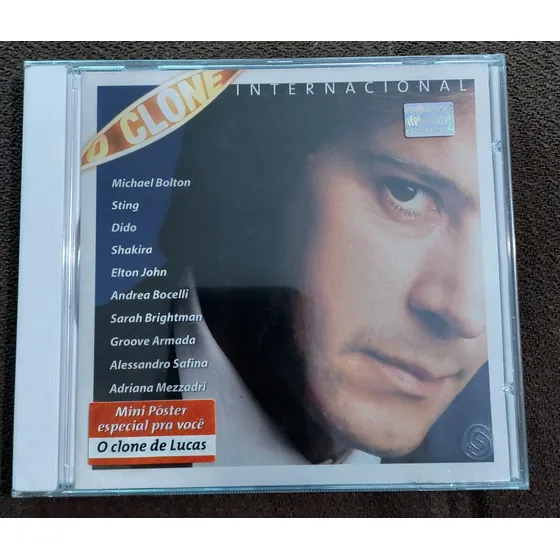 O CLONE
INTERNACIONAL
Michael Bolton
Sting
Dido
Shakira
Elton John
Andrea Bocelli
Sarah Brightman
Groove Armada
Alessandro Safina
Adriana Mezzadri
Mini Pôster
especial pra você
O clone de Lucas